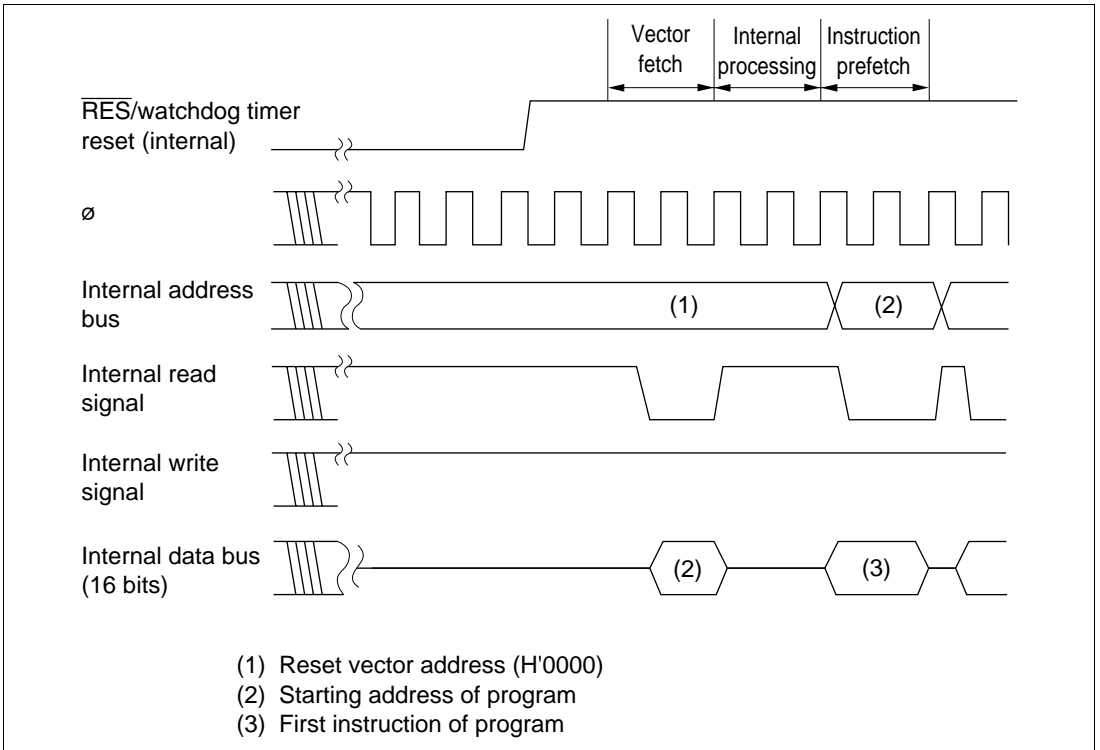 Vector fetch
Internal processing
Instruction prefetch
RES/watchdog timer
reset (internal)
ø
Internal address
bus
(1)
(2)
Internal read
signal
Internal write
signal
Internal data bus
(16 bits)
(2)
(3)
(1) Reset vector address (H'0000)
(2) Starting address of program
(3) First instruction of program